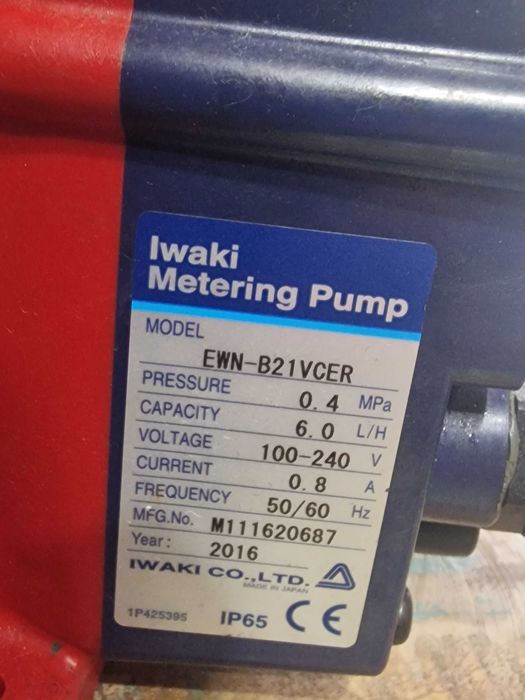 Iwaki
Metering Pump
MODEL
EWN-B21VCER
PRESSURE 0.4 MPa
CAPACITY 6.0 L/H
VOLTAGE 100-240 V
CURRENT 0.8 A
FREQUENCY 50/60 Hz
MFG.No. M111620687
Year: 2016
IWAKI CO.,LTD.
MADE IN JAPAN
1P425395 IP65 CE